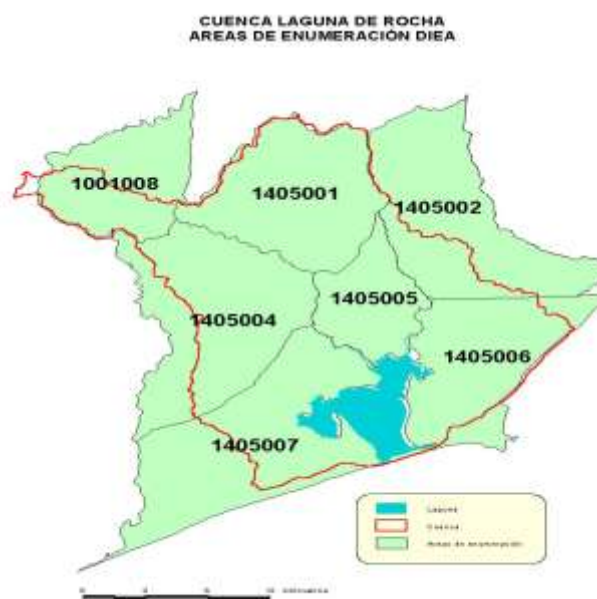 CUENCA LAGUNA DE ROCHA
AREAS DE ENUMERACIÓN DIEA
1001008
1405001
1405002
1405005
1405004
1405006
1405007
Laguna
Cuenca
Areas de enumeración
0